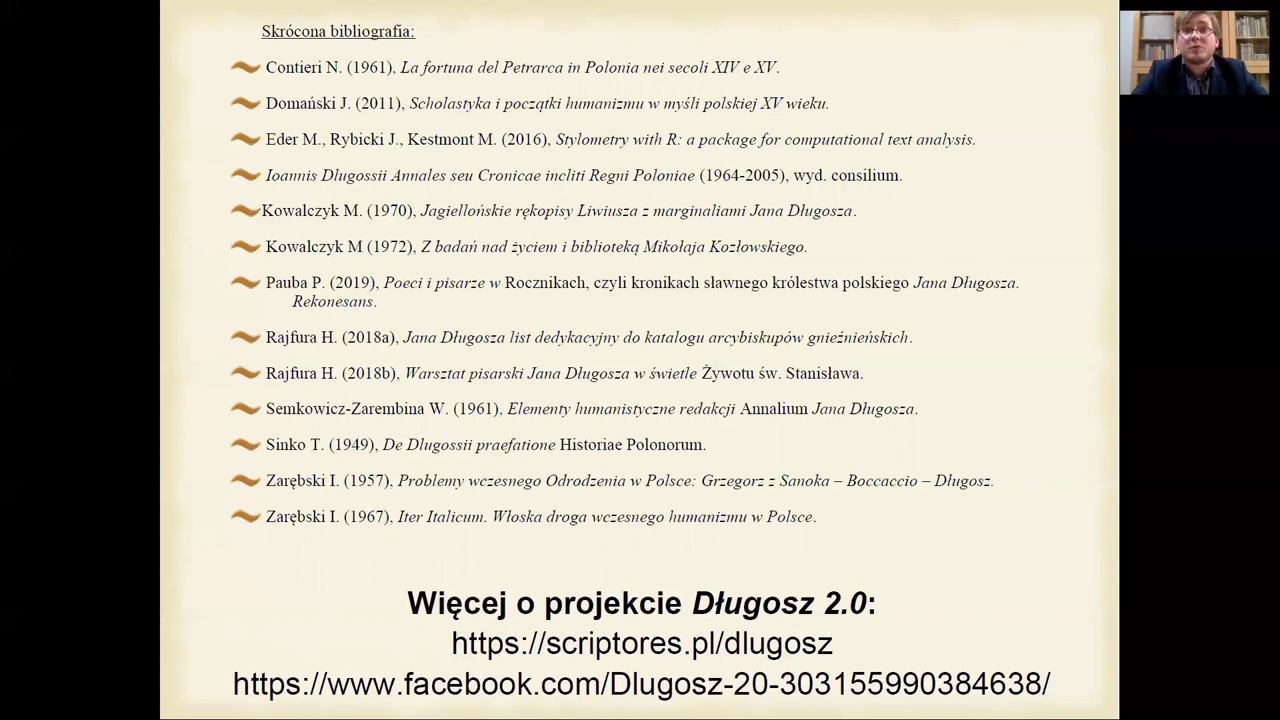 Skrócona bibliografia:
Contieri N. (1961), La fortuna del Petrarca in Polonia nei secoli XIV e XV.
Domański J. (2011), Scholastyka i początki humanizmu w myśli polskiej XV wieku.
Eder M., Rybicki J., Kestmont M. (2016), Stylometry with R: a package for computational text analysis.
Ioannis Dlugossii Annales seu Cronicae incliti Regni Poloniae (1964-2005), wyd. consilium.
Kowalczyk M. (1970), Jagiellońskie rękopisy Liwiusza z marginaliami Jana Długosza.
Kowalczyk M (1972), Z badań nad życiem i biblioteką Mikołaja Kozłowskiego.
Pauba P. (2019), Poeci i pisarze w Rocznikach, czyli kronikach sławnego królestwa polskiego Jana Długosza.
Rekonesans.
Rajfura H. (2018a), Jana Długosza list dedykacyjny do katalogu arcybiskupów gnieźnieńskich.
Rajfura H. (2018b), Warsztat pisarski Jana Długosza w świetle Żywotu św. Stanisława.
Semkowicz-Zarembina W. (1961), Elementy humanistyczne redakcji Annalium Jana Długosza.
Sinko T. (1949), De Dlugossii praefatione Historiae Polonorum.
Zarębski I. (1957), Problemy wczesnego Odrodzenia w Polsce: Grzegorz z Sanoka – Boccaccio – Długosz.
Zarębski I. (1967), Iter Italicum. Włoska droga wczesnego humanizmu w Polsce.
Więcej o projekcie Długosz 2.0:
https://scriptores.pl/dlugosz
https://www.facebook.com/Dlugosz-20-303155990384638/